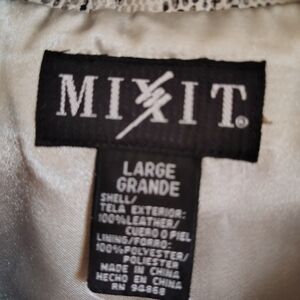 MIXIT®
LARGE
GRANDE
SHELL/
TELA EXTERIOR:
100% LEATHER/
CUERO O PIEL
LINING/FORRO:
100% POLYESTER/
POLIESTER
MADE IN CHINA
HECHO EN CHINA
RN 94868